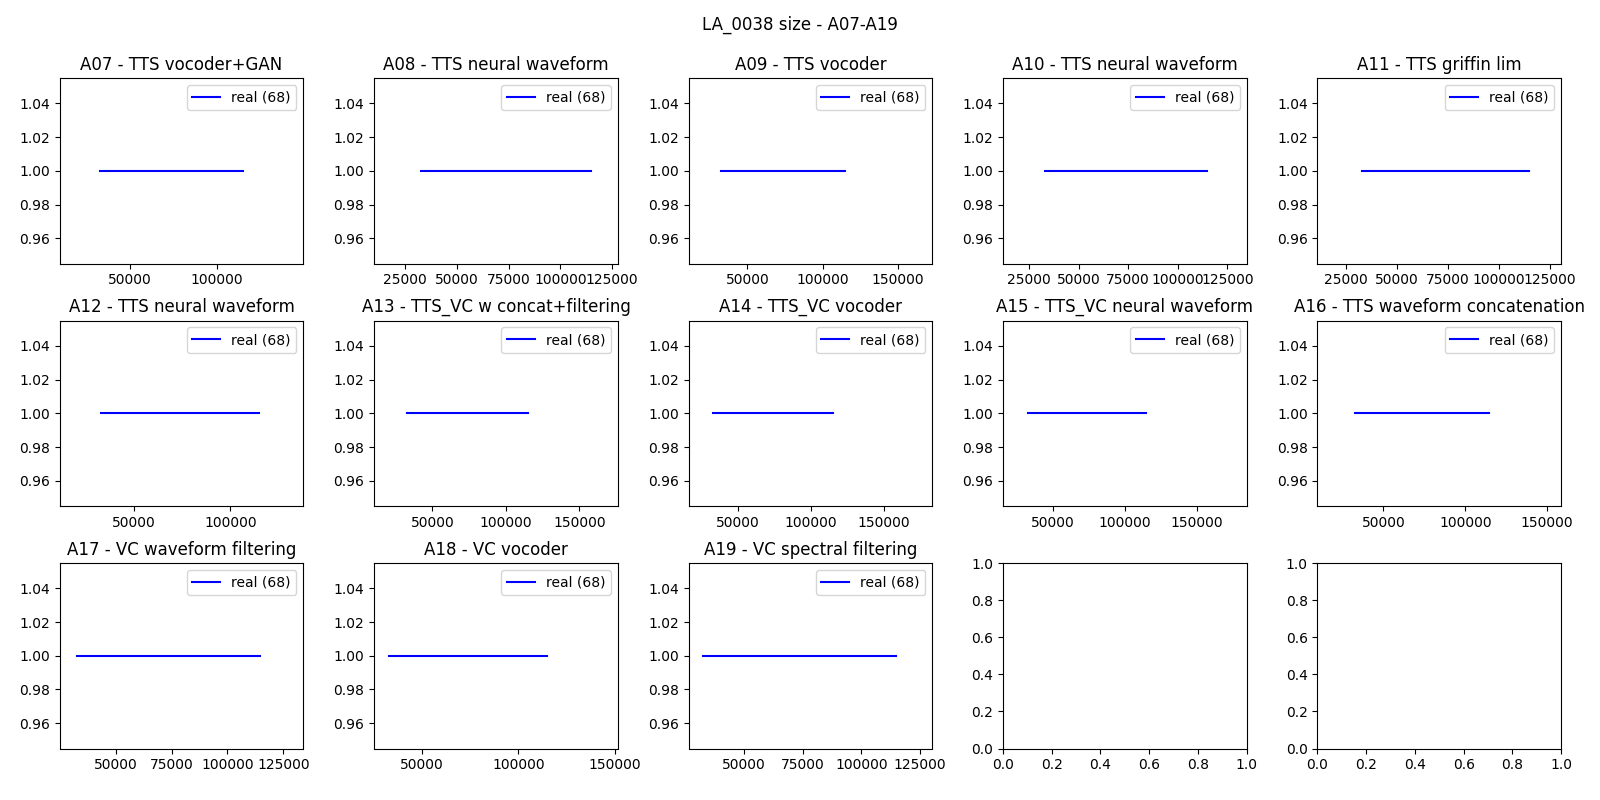 LA_0038 size - A07-A19
A07 - TTS vocoder+GAN
real (68)
1.04
1.02
1.00
0.98
0.96
50000 100000
A08 - TTS neural waveform
real (68)
25000 50000 75000 100000 125000
A09 - TTS vocoder
real (68)
1.04
1.02
1.00
0.98
0.96
50000 100000 150000
A10 - TTS neural waveform
real (68)
1.04
1.02
1.00
0.98
0.96
25000 50000 75000 100000 125000
A11 - TTS griffin lim
real (68)
1.04
1.02
1.00
0.98
0.96
25000 50000 75000 100000 125000
A12 - TTS neural waveform
real (68)
1.04
1.02
1.00
0.98
0.96
50000 100000
A13 - TTS_VC w concat+filtering
real (68)
1.04
1.02
1.00
0.98
0.96
50000 100000 150000
A14 - TTS_VC vocoder
real (68)
1.04
1.02
1.00
0.98
0.96
50000 100000 150000
A15 - TTS_VC neural waveform
real (68)
1.04
1.02
1.00
0.98
0.96
50000 100000 150000
A16 - TTS waveform concatenation
real (68)
1.04
1.02
1.00
0.98
0.96
50000 100000 150000
A17 - VC waveform filtering
real (68)
1.04
1.02
1.00
0.98
0.96
50000 75000 100000 125000
A18 - VC vocoder
real (68)
1.04
1.02
1.00
0.98
0.96
50000 100000 150000
A19 - VC spectral filtering
real (68)
1.04
1.02
1.00
0.98
0.96
50000 75000 100000 125000
1.0
0.8
0.6
0.4
0.2
0.0
0.0 0.2 0.4 0.6 0.8 1.0
1.0
0.8
0.6
0.4
0.2
0.0
0.0 0.2 0.4 0.6 0.8 1.0